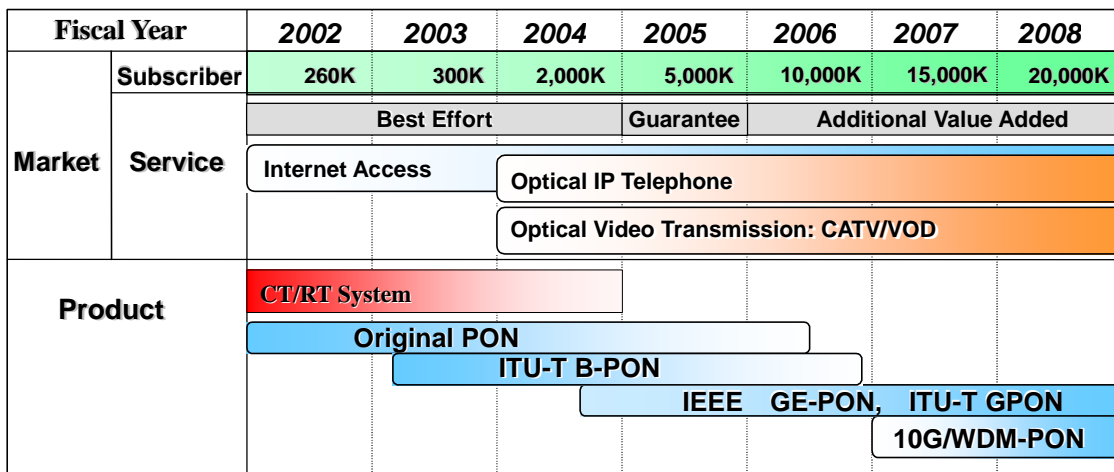 Fiscal Year 2002 2003 2004 2005 2006 2007 2008
Subscriber 260K 300K 2,000K 5,000K 10,000K 15,000K 20,000K
Best Effort Guarantee Additional Value Added
Market Service
Internet Access
Optical IP Telephone
Optical Video Transmission: CATV/VOD
Product
CT/RT System
Original PON
ITU-T B-PON
IEEE GE-PON, ITU-T GPON
10G/WDM-PON